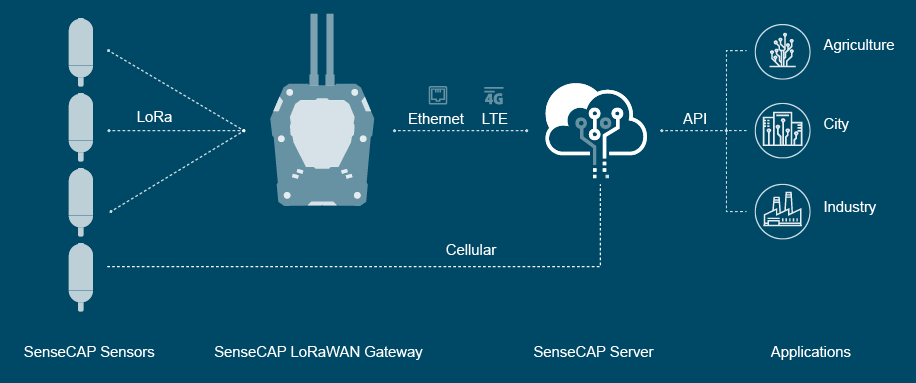 Agriculture
4G
LoRa
Ethernet
LTE
API
City
Industry
Cellular
SenseCAP Sensors
SenseCAP LoRaWAN Gateway
SenseCAP Server
Applications